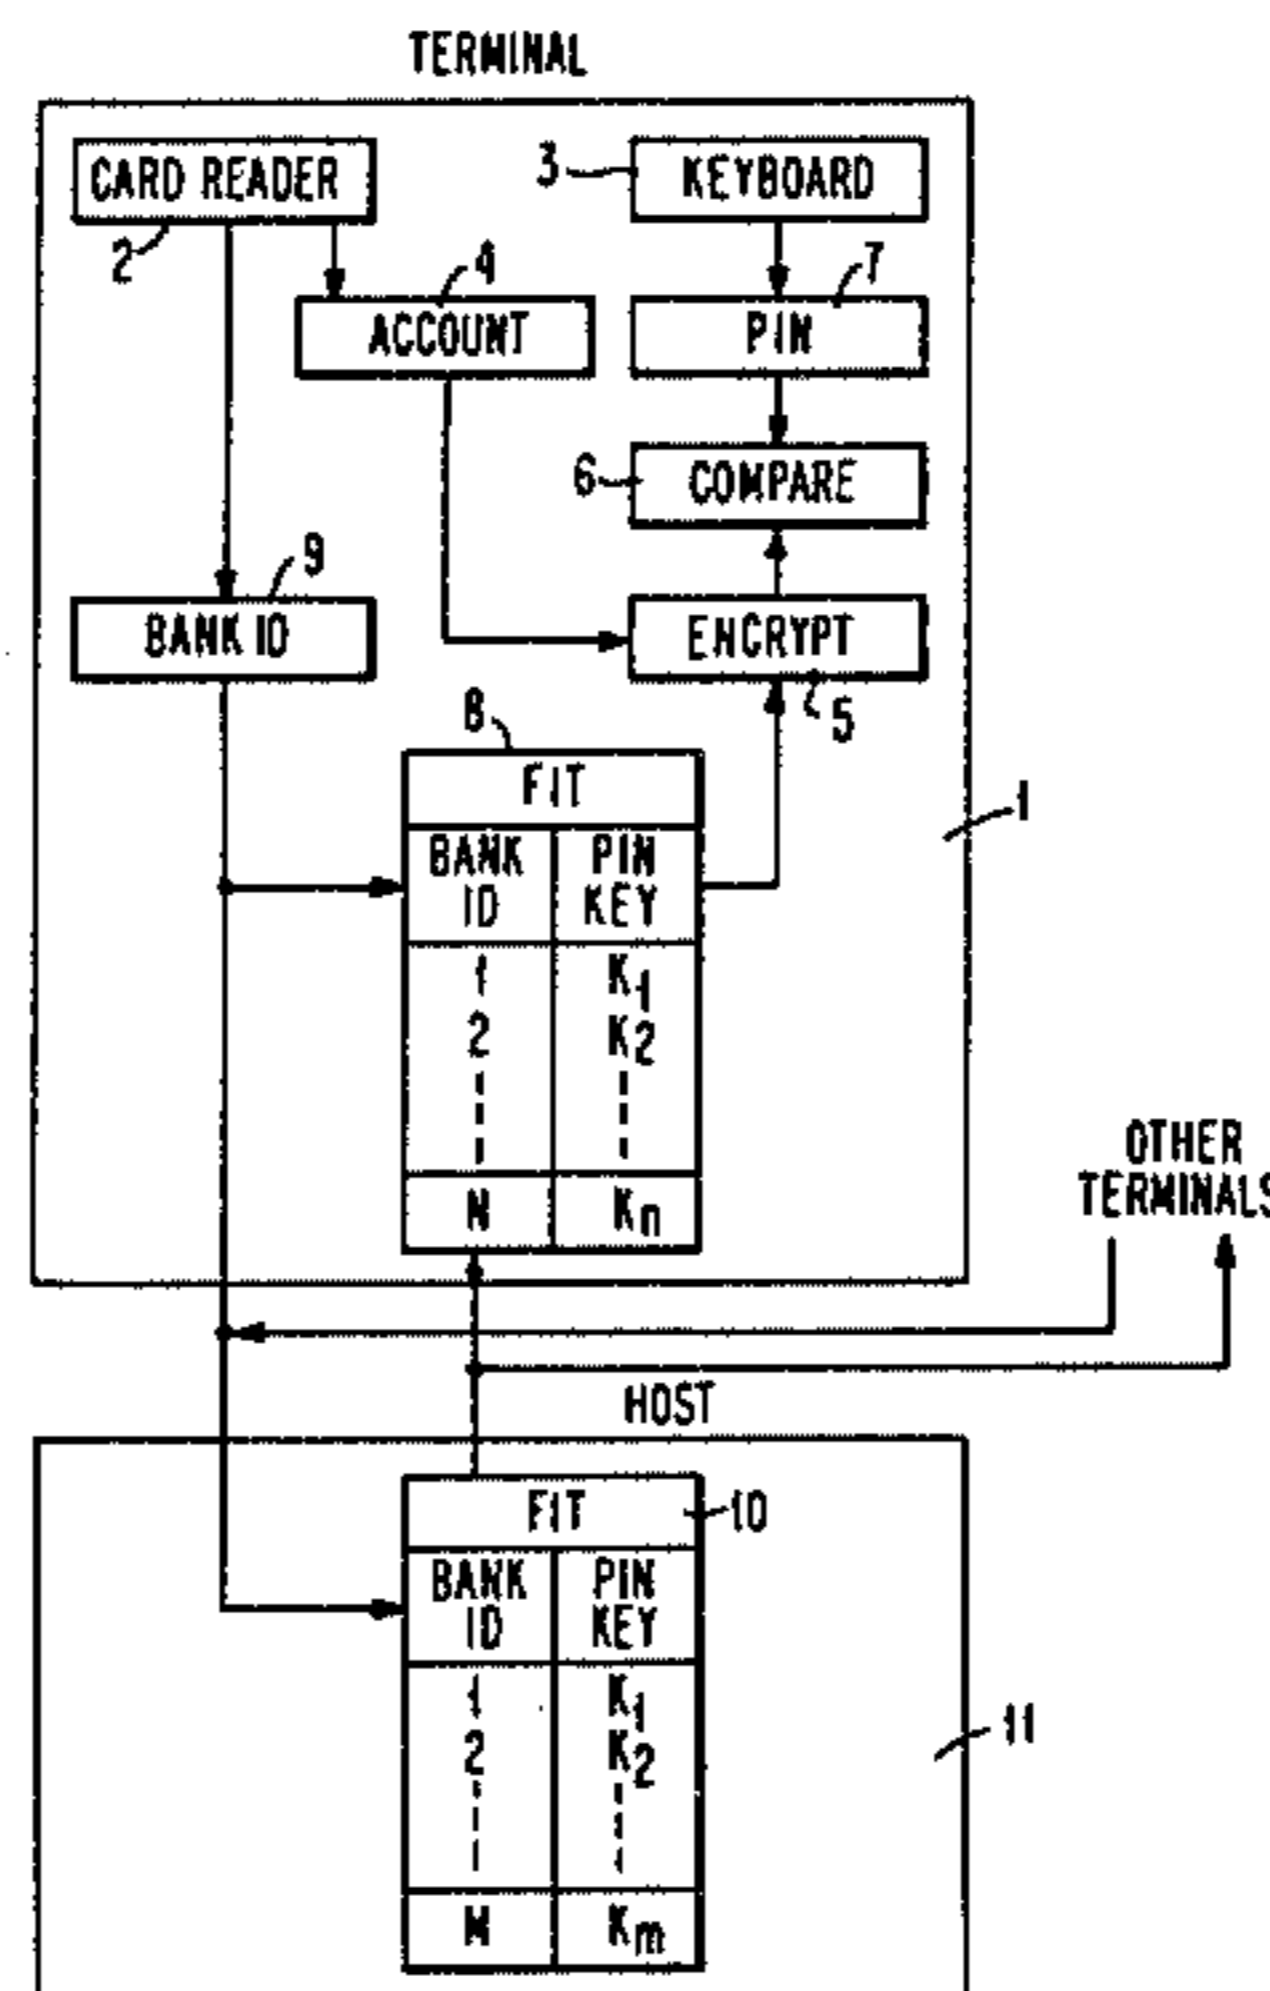 TERMINAL
CARD READER
3
KEYBOARD
2
4
7
ACCOUNT
PIN
6
COMPARE
9
BANK ID
ENCRYPT
8
5
FIT
1
BANK ID
PIN KEY
1
K1
2
K2
N
Kn
OTHER
TERMINALS
HOST
FIT
10
BANK ID
PIN KEY
1
K1
11
2
K2
M
Km